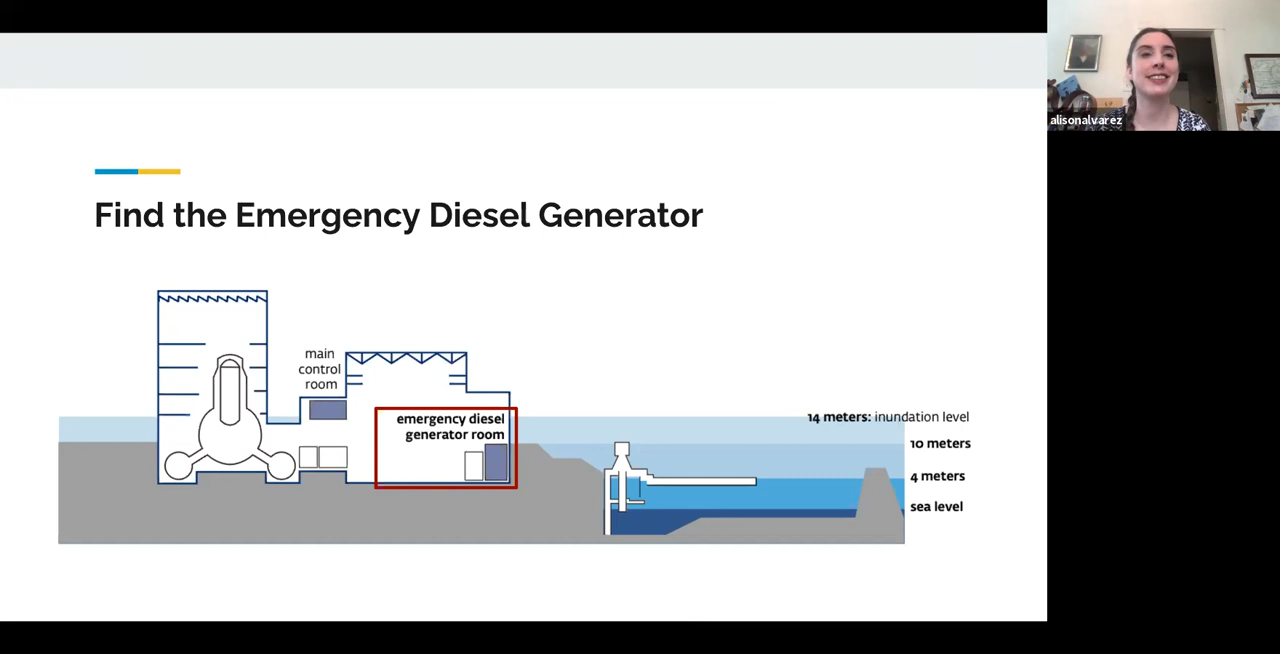 alisonalvarez
Find the Emergency Diesel Generator
main
control
room
emergency diesel
generator room
14 meters: inundation level
10 meters
4 meters
sea level